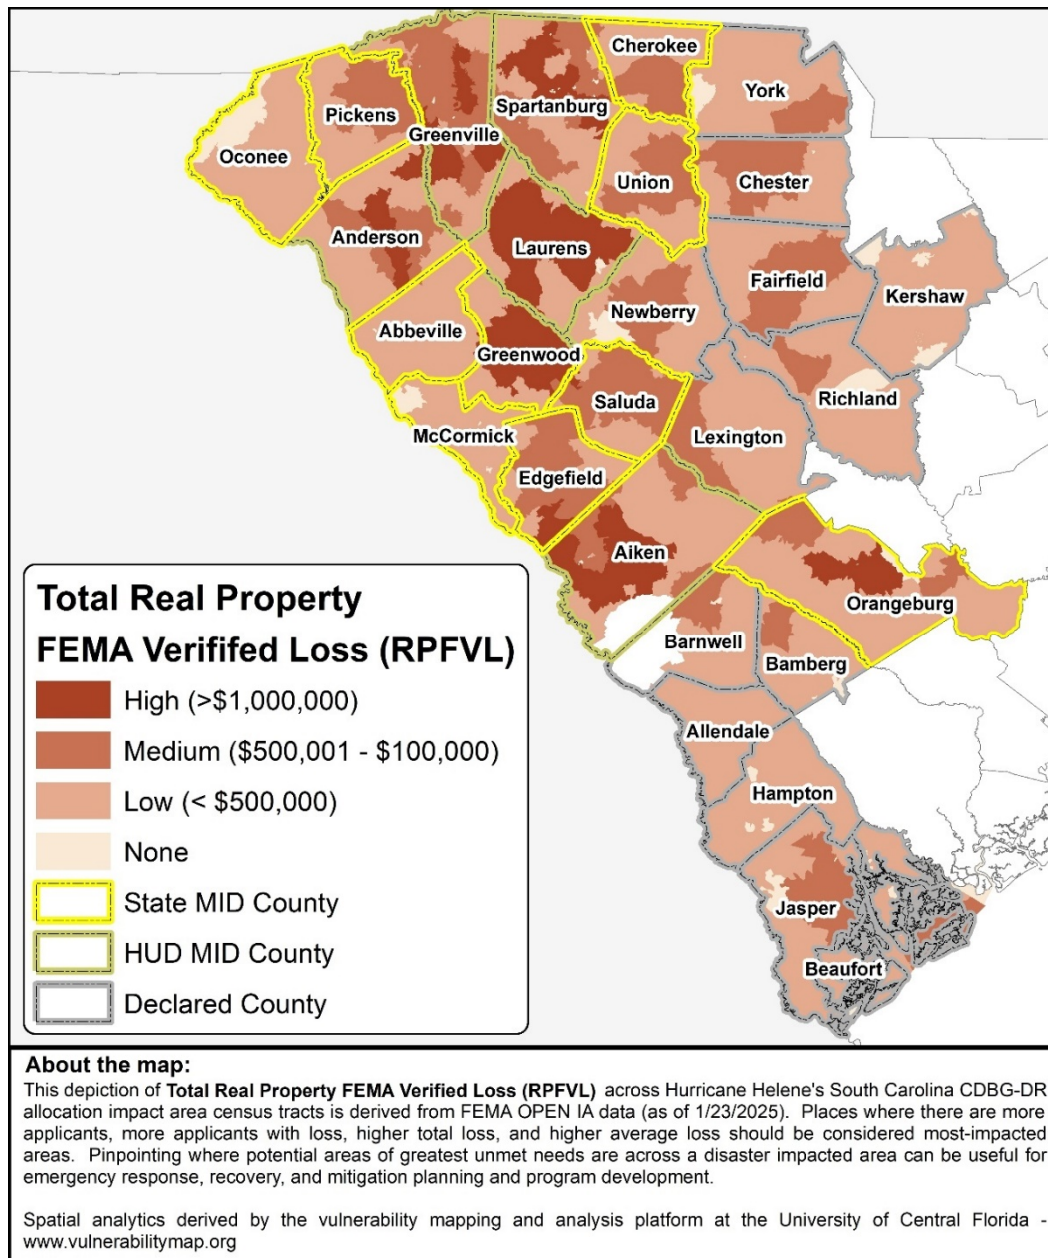 Cherokee
York
Spartanburg
Pickens
Greenville
Oconee
Union
Chester
Anderson
Laurens
Fairfield
Kershaw
Newberry
Abbeville
Greenwood
Richland
Saluda
McCormick
Lexington
Edgefield
Aiken
Orangeburg
Barnwell
Bamberg
Allendale
Hampton
Jasper
Beaufort
Total Real Property
FEMA Verififed Loss (RPFVL)
High (>$1,000,000)
Medium ($500,001 - $100,000)
Low (< $500,000)
None
State MID County
HUD MID County
Declared County
About the map:
This depiction of Total Real Property FEMA Verified Loss (RPFVL) across Hurricane Helene's South Carolina CDBG-DR
allocation impact area census tracts is derived from FEMA OPEN IA data (as of 1/23/2025). Places where there are more
applicants, more applicants with loss, higher total loss, and higher average loss should be considered most-impacted
areas. Pinpointing where potential areas of greatest unmet needs are across a disaster impacted area can be useful for
emergency response, recovery, and mitigation planning and program development.
Spatial analytics derived by the vulnerability mapping and analysis platform at the University of Central Florida -
www.vulnerabilitymap.org